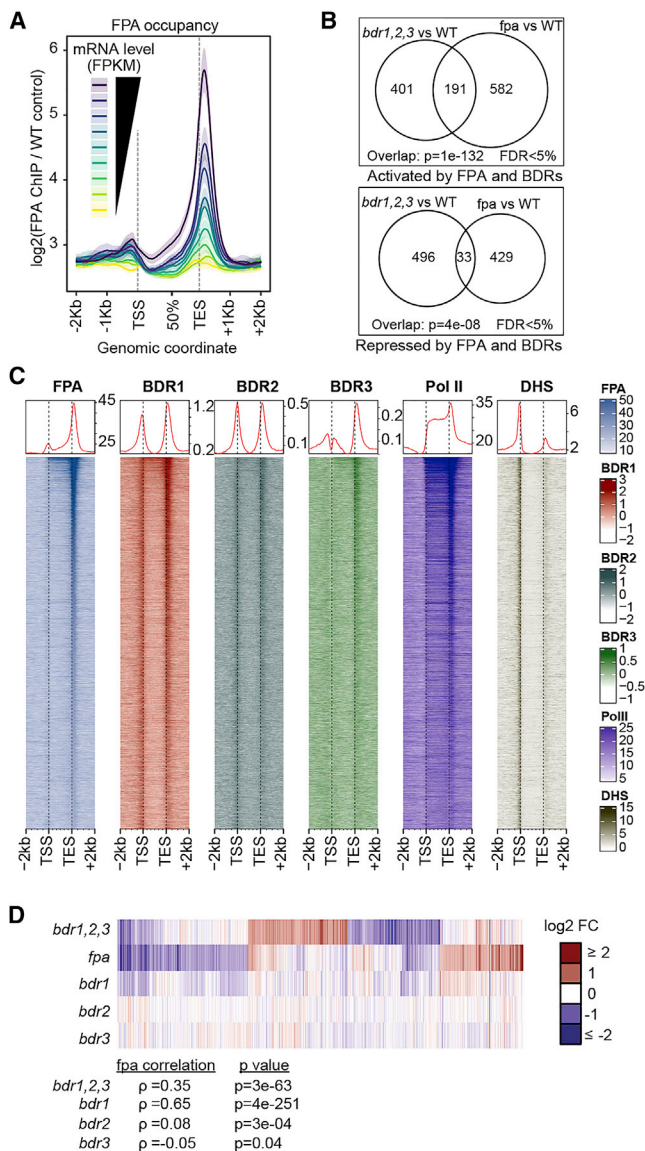 A
FPA occupancy
mRNA level
(FPKM)
6
5
4
3
log2(FPA ChIP / WT control)
-2Kb
-1Kb
TSS
50%
TES
+1Kb
+2Kb
Genomic coordinate
B
bdr1,2,3 vs WT
fpa vs WT
401
191
582
Overlap: p=1e-132 FDR<5%
Activated by FPA and BDRs
bdr1,2,3 vs WT
fpa vs WT
496
33
429
Overlap: p=4e-08 FDR<5%
Repressed by FPA and BDRs
C
FPA BDR1 BDR2 BDR3 Pol II DHS
45
25
1.2
0.2
0.5
0.1
0.2
0.1
35
20
6
2
−2kb TSS TES +2kb
−2kb TSS TES +2kb
−2kb TSS TES +2kb
−2kb TSS TES +2kb
−2kb TSS TES +2kb
−2kb TSS TES +2kb
FPA
50
40
30
20
10
BDR1
3
2
1
0
−1
−2
BDR2
2
1
0
−1
−2
BDR3
1
0.5
0
−0.5
−1
PolII
25
20
15
10
5
DHS
15
10
5
0
D
bdr1,2,3
fpa
bdr1
bdr2
bdr3
log2 FC
≥ 2
1
0
-1
≤ -2
fpa correlation p value
bdr1,2,3 ρ =0.35 p=3e-63
bdr1 ρ =0.65 p=4e-251
bdr2 ρ =0.08 p=3e-04
bdr3 ρ =-0.05 p=0.04